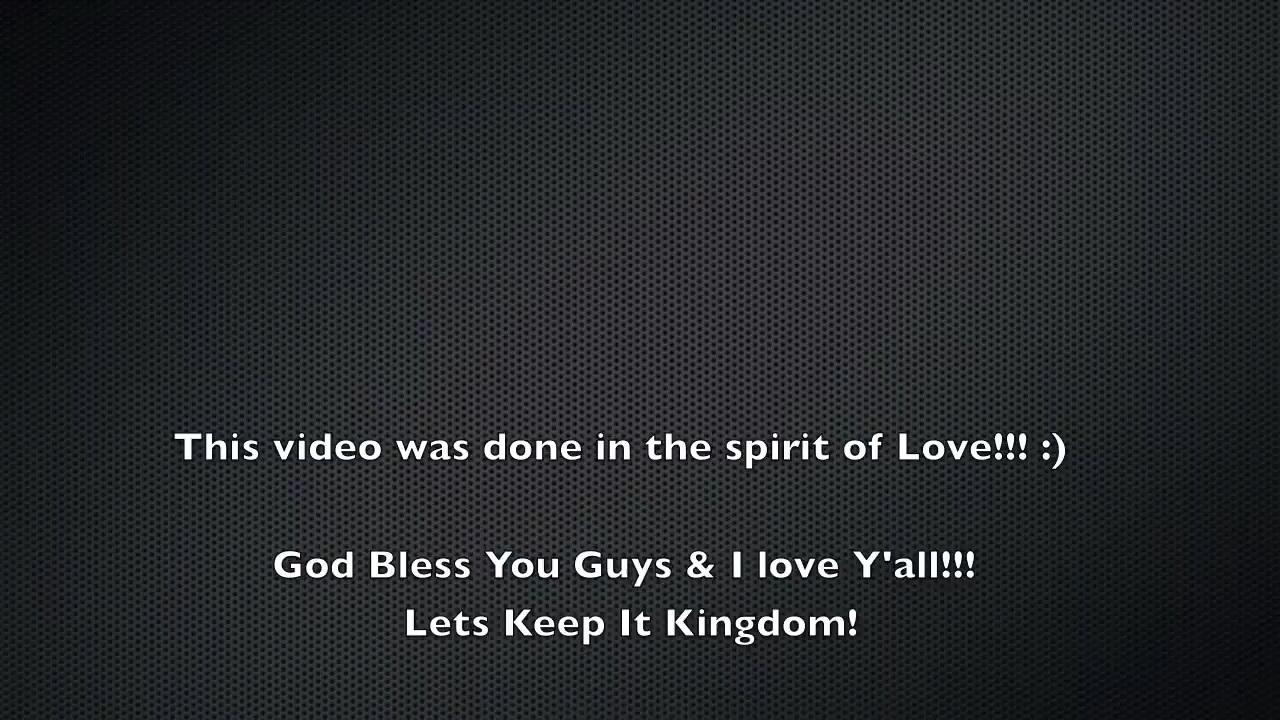 This video was done in the spirit of Love!!! :)
God Bless You Guys & I love Y'all!!!
Lets Keep It Kingdom!